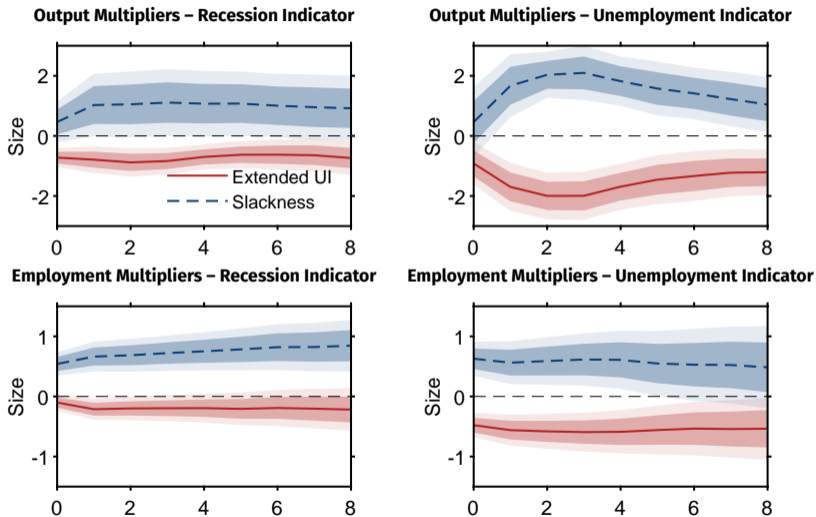 Output Multipliers – Recession Indicator
Output Multipliers – Unemployment Indicator
Size
2
0
-2
Extended UI
Slackness
0 2 4 6 8
Size
2
0
-2
0 2 4 6 8
Employment Multipliers – Recession Indicator
Employment Multipliers – Unemployment Indicator
Size
1
0
-1
0 2 4 6 8
Size
1
0
-1
0 2 4 6 8